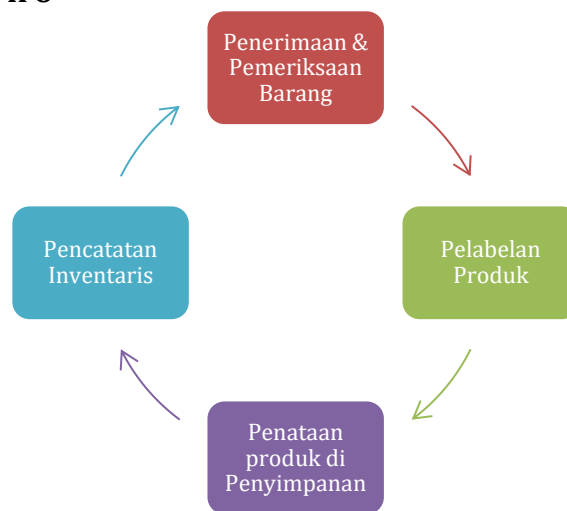 Penerimaan &
Pemeriksaan
Barang
Pelabelan
Produk
Penataan
produk di
Penyimpanan
Pencatatan
Inventaris